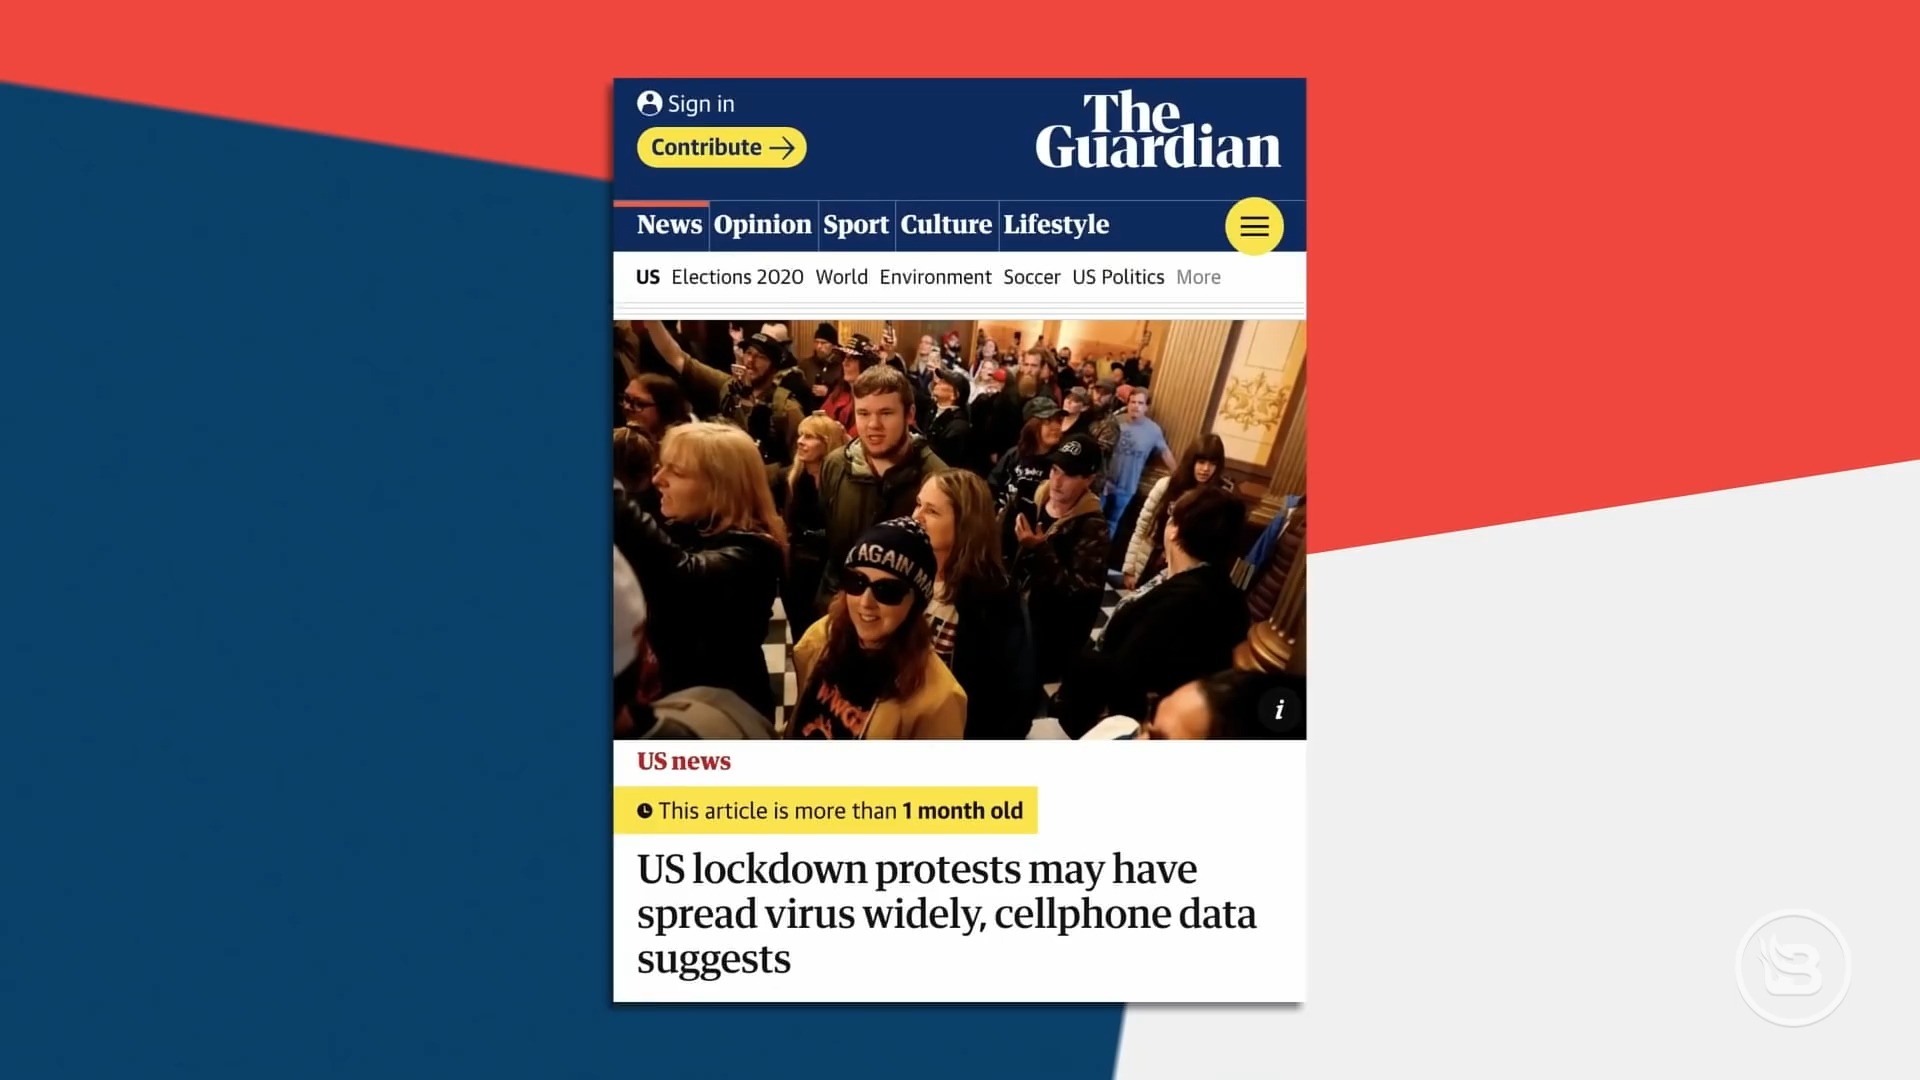 Sign in
Contribute
The
Guardian
News Opinion Sport Culture Lifestyle
US Elections 2020 World Environment Soccer US Politics More
AGAIN MA
i
US news
This article is more than 1 month old
US lockdown protests may have
spread virus widely, cellphone data
suggests
B